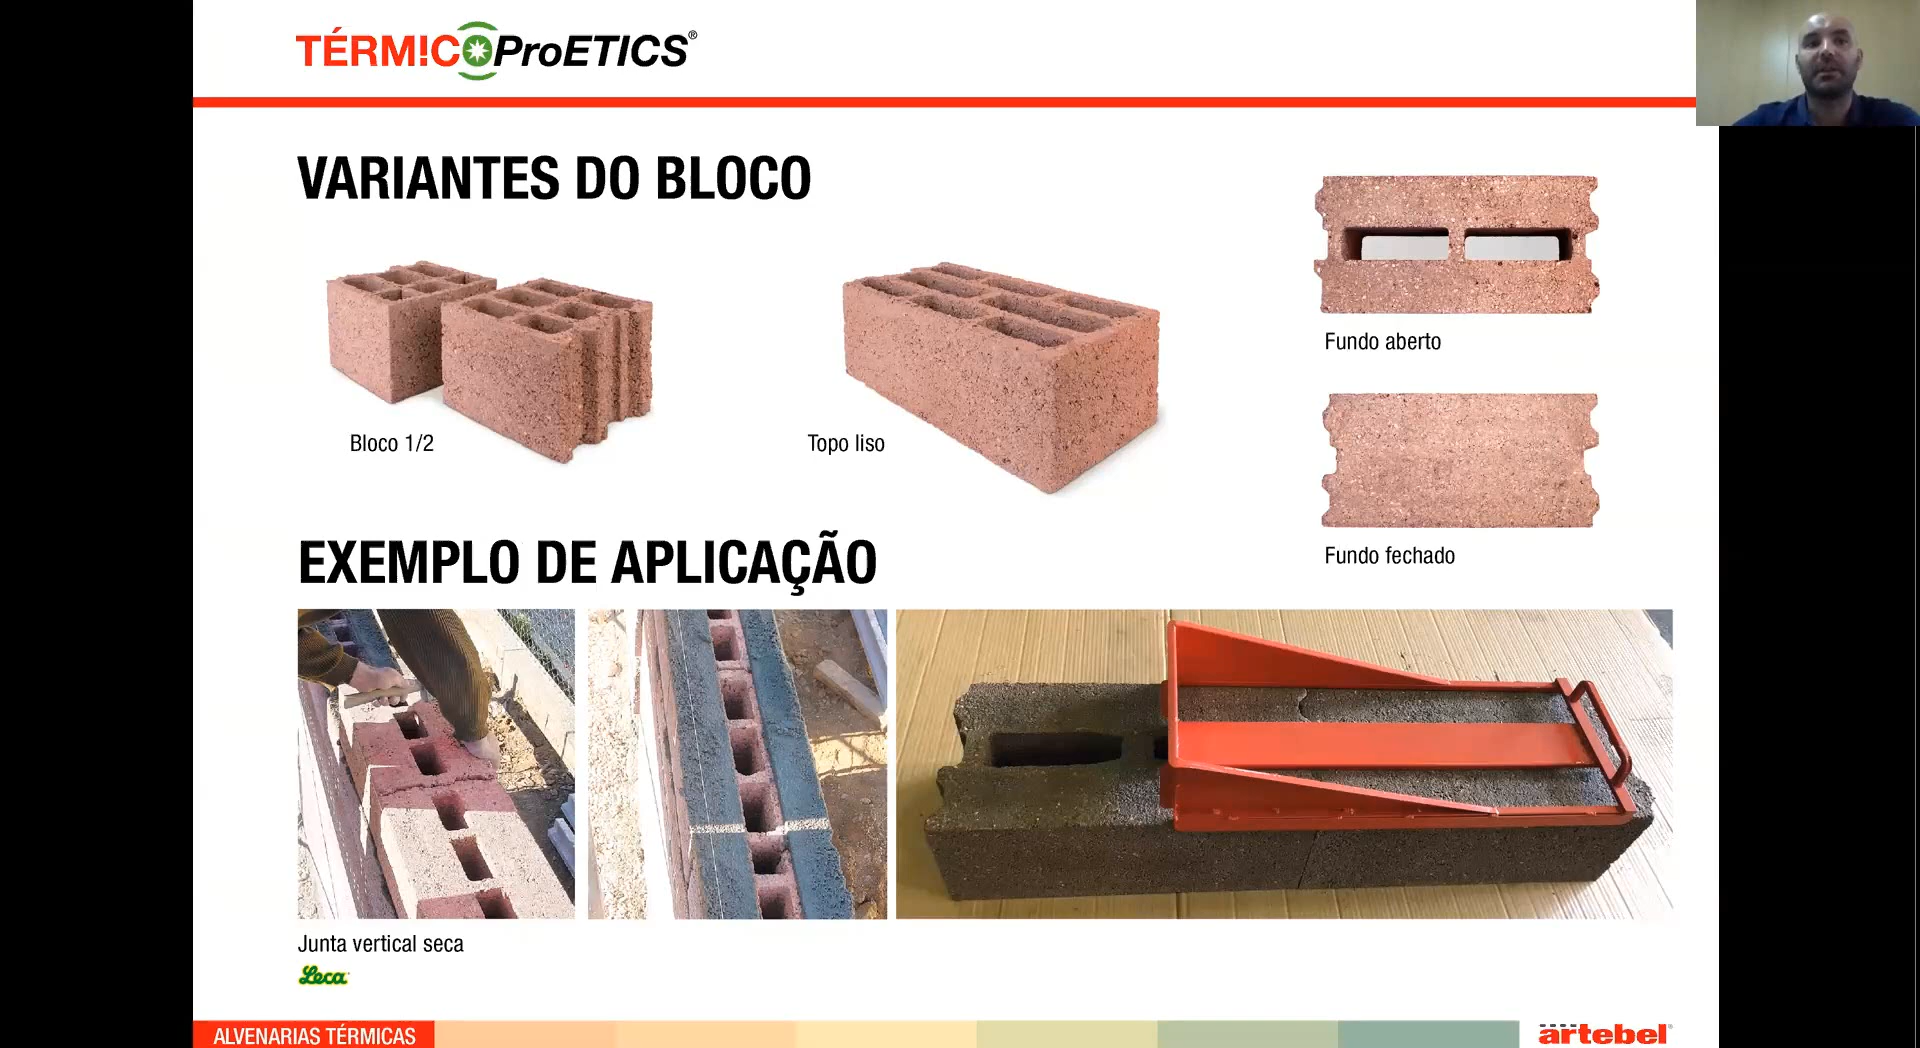 TÉRM!C ProETICS®
VARIANTES DO BLOCO
Bloco 1/2
Topo liso
Fundo aberto
Fundo fechado
EXEMPLO DE APLICAÇÃO
Junta vertical seca
Leca
ALVENARIAS TÉRMICAS
artebel